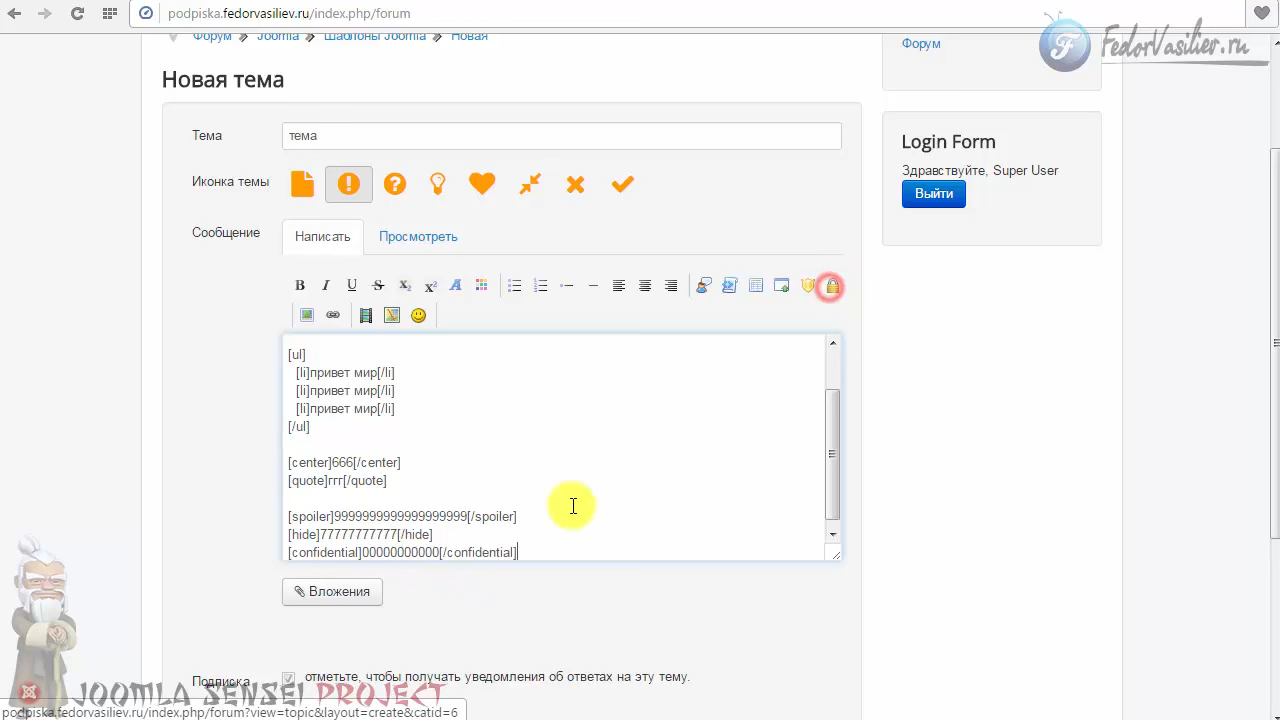 podpiska.fedorvasiliev.ru/index.php/forum
Форум » Joomla » Шаблоны Joomla » Новая
Форум
FedorVasilier.ru
Новая тема
Тема
тема
Иконка темы
Login Form
Здравствуйте, Super User
Выйти
Сообщение
Написать
Просмотреть
[ul]
[li]привет мир[/li]
[li]привет мир[/li]
[li]привет мир[/li]
[/ul]
[center]666[/center]
[quote]ггг[/quote]
[spoiler]9999999999999999999[/spoiler]
[hide]77777777777[/hide]
[confidential]00000000000[/confidential]
Вложения
Подписка
отметьте, чтобы получать уведомления об ответах на эту тему.
JOOMLA SENSEI PROJECT
podpiska.fedorvasiliev.ru/index.php/forum?view=topic&layout=create&catid=6